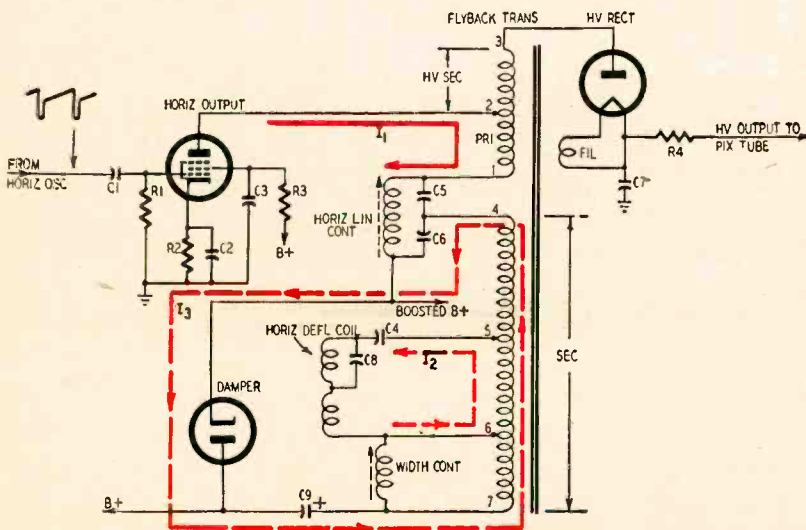 FLYBACK TRANS
HV RECT
3
HV SEC
HORIZ OUTPUT
2
I1
PRI
HV OUTPUT TO
PIX TUBE
FIL
R4
FROM
HORIZ OSC
C1
R1
C3
R3
1
C5
C7
HORIZ LIN
CONT
4
C6
R2
C2
B+
I3
BOOSTED B+
HORIZ DEFL COIL
C4
5
C8
I2
SEC
DAMPER
6
WIDTH CONT
B+
C9
+
7